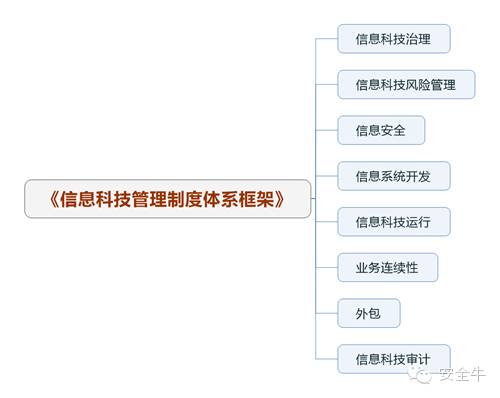 信息科技治理
信息科技风险管理
信息安全
信息系统开发
《信息科技管理制度体系框架》
信息科技运行
业务连续性
外包
信息科技审计
安全牛